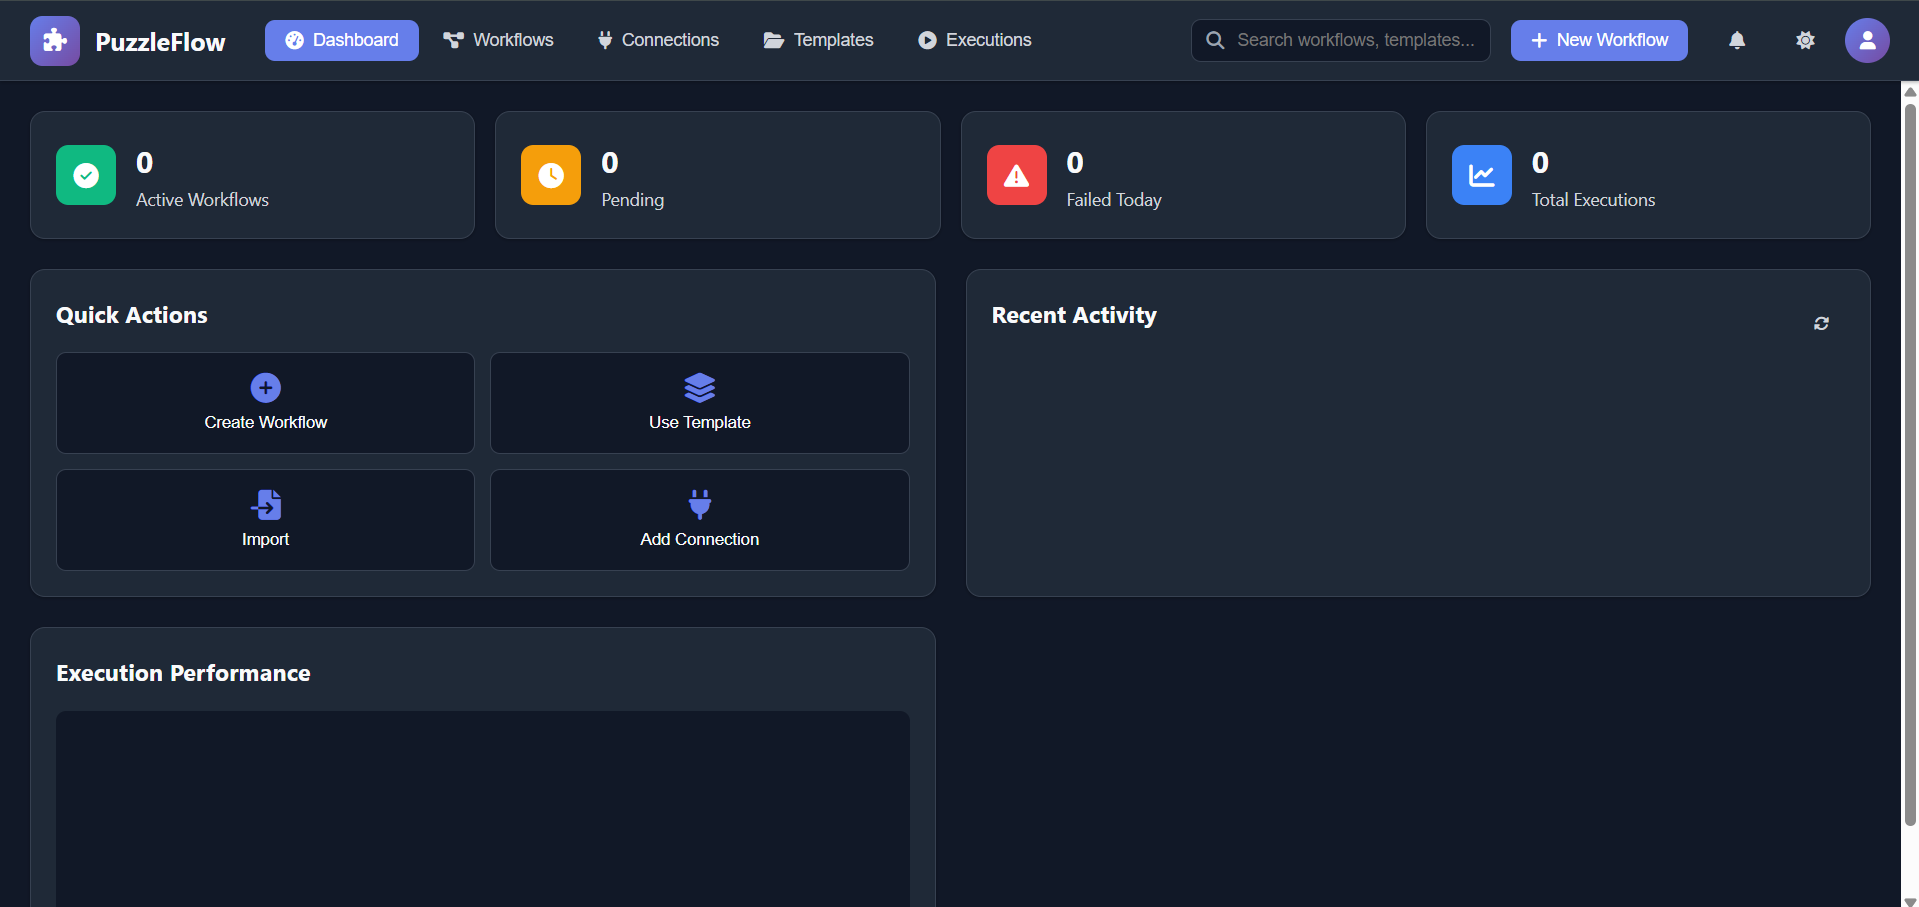 PuzzleFlow Dashboard Workflows Connections Templates Executions Search workflows, templates... New Workflow
0
Active Workflows
0
Pending
0
Failed Today
0
Total Executions
Quick Actions
Create Workflow
Use Template
Import
Add Connection
Recent Activity
Execution Performance